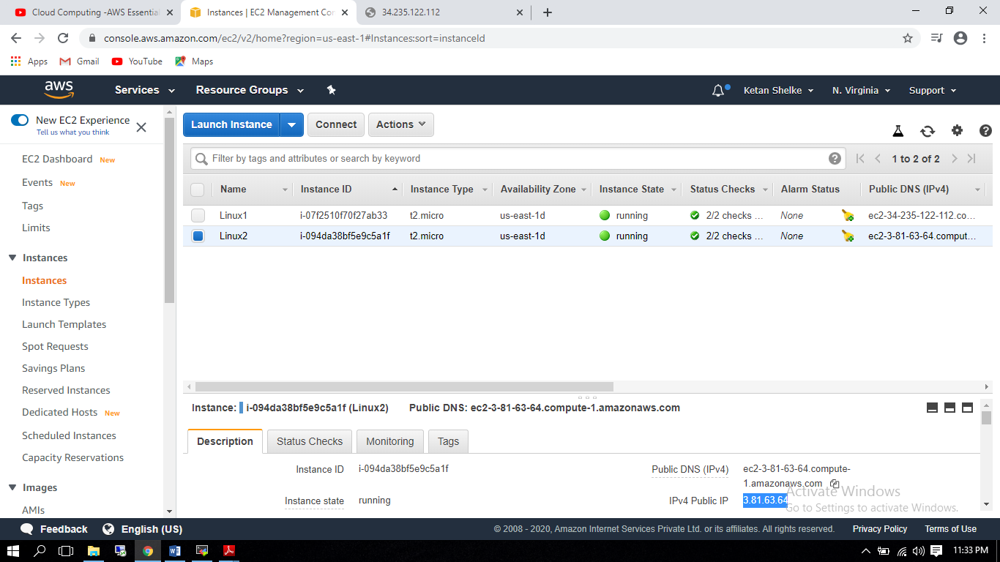 Cloud Computing -AWS Essentia
Instances | EC2 Management Con
34.235.122.112
console.aws.amazon.com/ec2/v2/home?region=us-east-1#Instances:sort=instanceId
Apps Gmail YouTube Maps
aws Services Resource Groups Ketan Shelke N. Virginia Support
New EC2 Experience
Tell us what you think
EC2 Dashboard New
Events New
Tags
Limits
Instances
Instances
Instance Types
Launch Templates
Spot Requests
Savings Plans
Reserved Instances
Dedicated Hosts New
Scheduled Instances
Capacity Reservations
Images
AMIs
Launch Instance Connect Actions
Filter by tags and attributes or search by keyword 1 to 2 of 2
Name Instance ID Instance Type Availability Zone Instance State Status Checks Alarm Status Public DNS (IPv4)
Linux1 i-07f2510f70f27ab33 t2.micro us-east-1d running 2/2 checks ... None ec2-34-235-122-112.co...
Linux2 i-094da38bf5e9c5a1f t2.micro us-east-1d running 2/2 checks ... None ec2-3-81-63-64.comput...
Instance: i-094da38bf5e9c5a1f (Linux2) Public DNS: ec2-3-81-63-64.compute-1.amazonaws.com
Description Status Checks Monitoring Tags
Instance ID i-094da38bf5e9c5a1f Public DNS (IPv4) ec2-3-81-63-64.compute-
1.amazonaws.com
Instance state running IPv4 Public IP 3.81.63.64
Activate Windows
Go to Settings to activate Windows.
Feedback English (US) © 2008 - 2020, Amazon Internet Services Private Ltd. or its affiliates. All rights reserved. Privacy Policy Terms of Use
11:33 PM